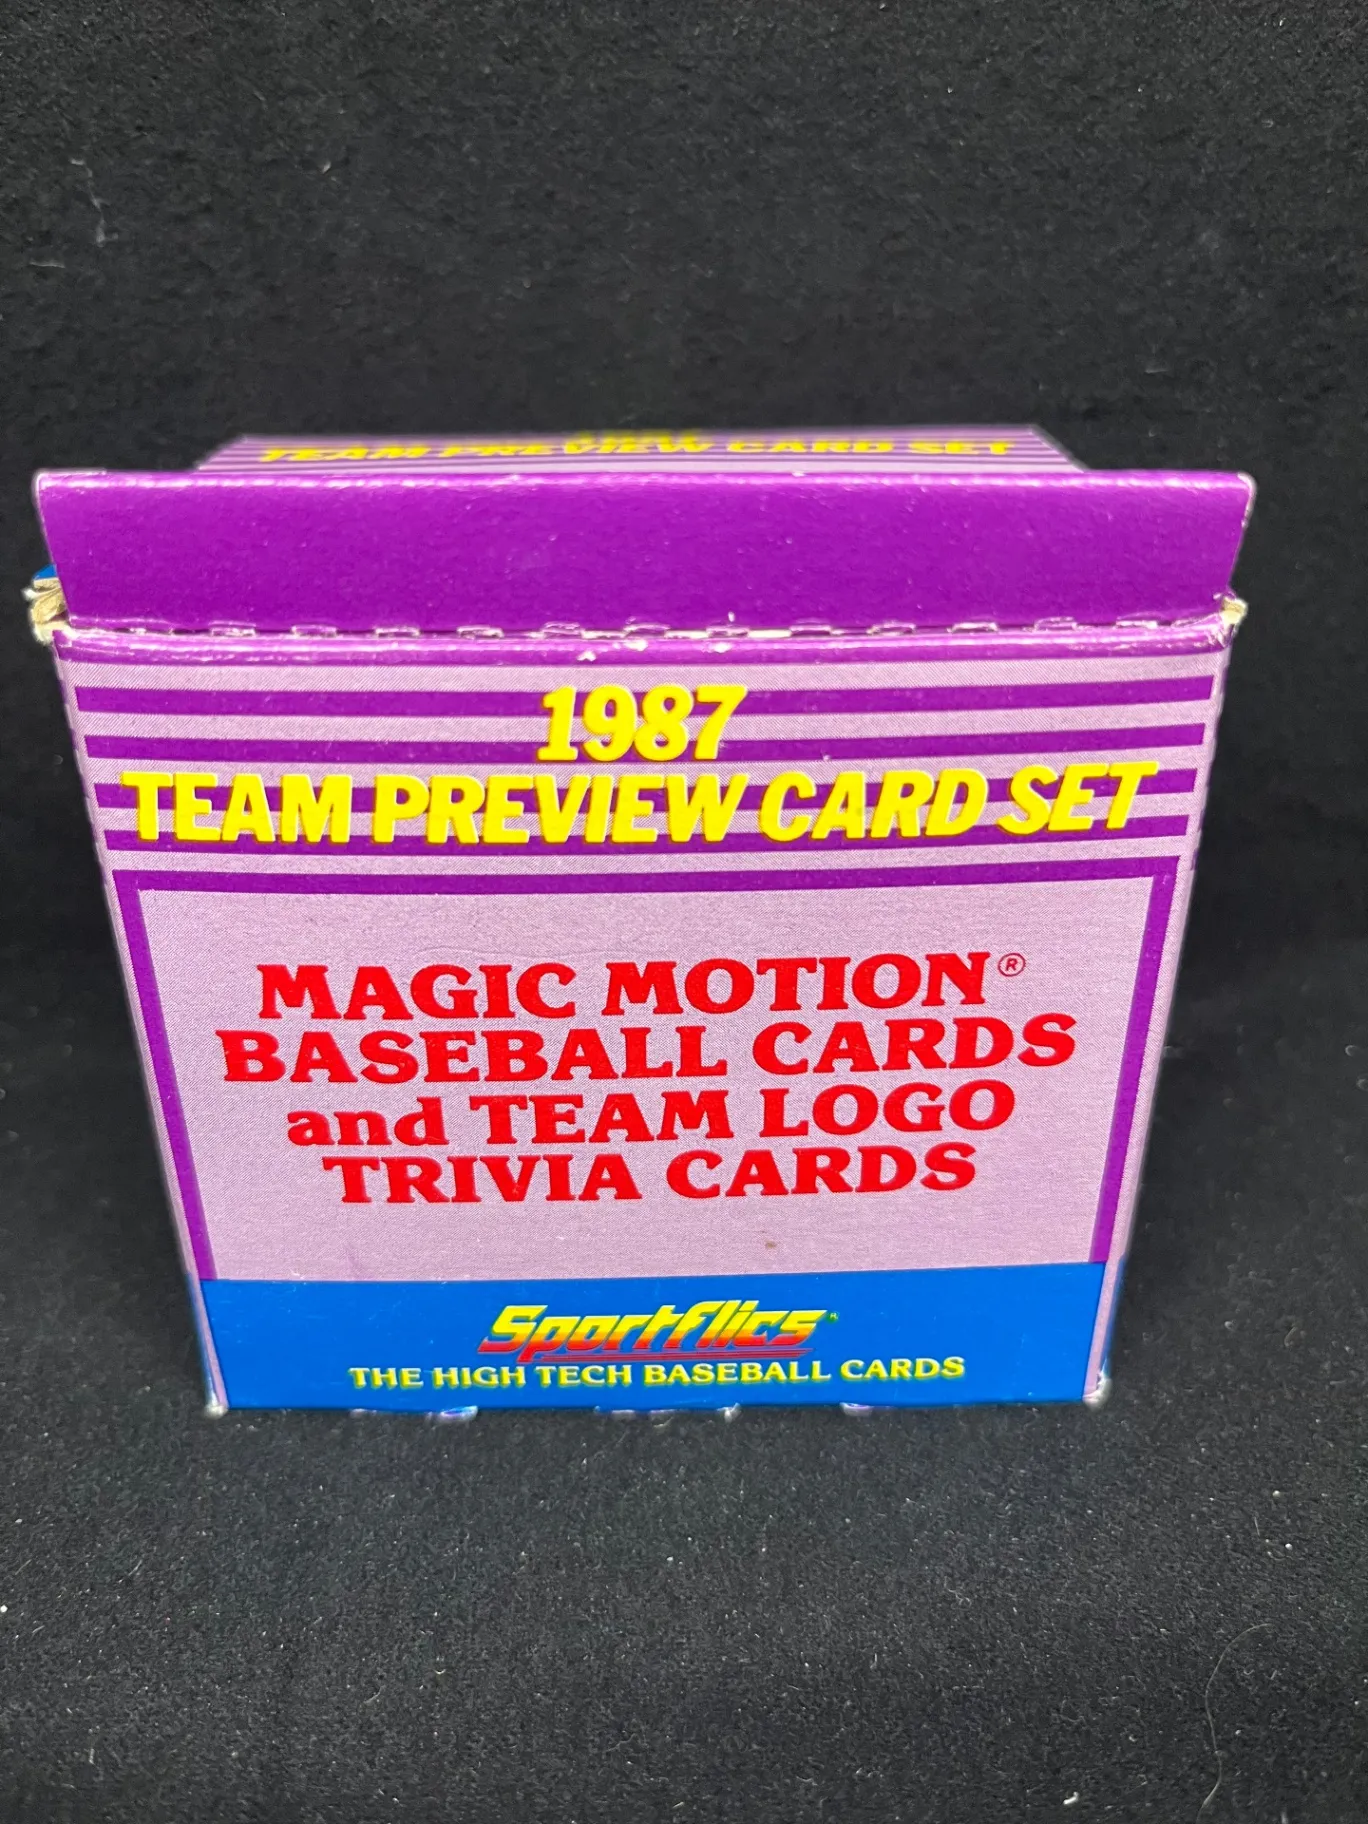 TEAM PREVIEW CARD SET
1987
TEAM PREVIEW CARD SET
MAGIC MOTION®
BASEBALL CARDS
and TEAM LOGO
TRIVIA CARDS
Sportflics
THE HIGH TECH BASEBALL CARDS